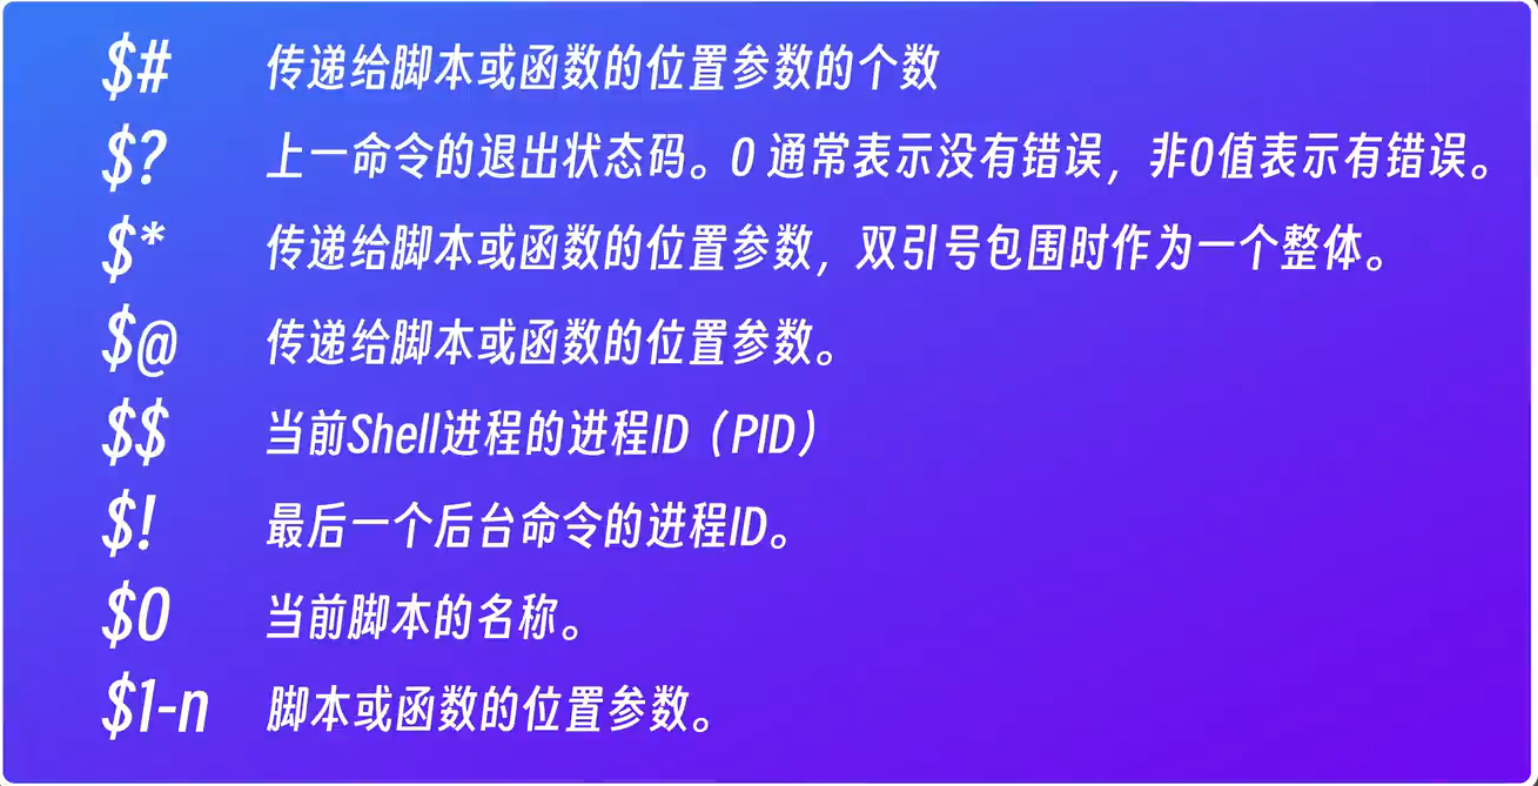 $# 传递给脚本或函数的位置参数的个数
$? 上一命令的退出状态码。0 通常表示没有错误，非0值表示有错误。
$* 传递给脚本或函数的位置参数，双引号包围时作为一个整体。
$@ 传递给脚本或函数的位置参数。
$$ 当前Shell进程的进程ID（PID）
$! 最后一个后台命令的进程ID。
$0 当前脚本的名称。
$1-n 脚本或函数的位置参数。